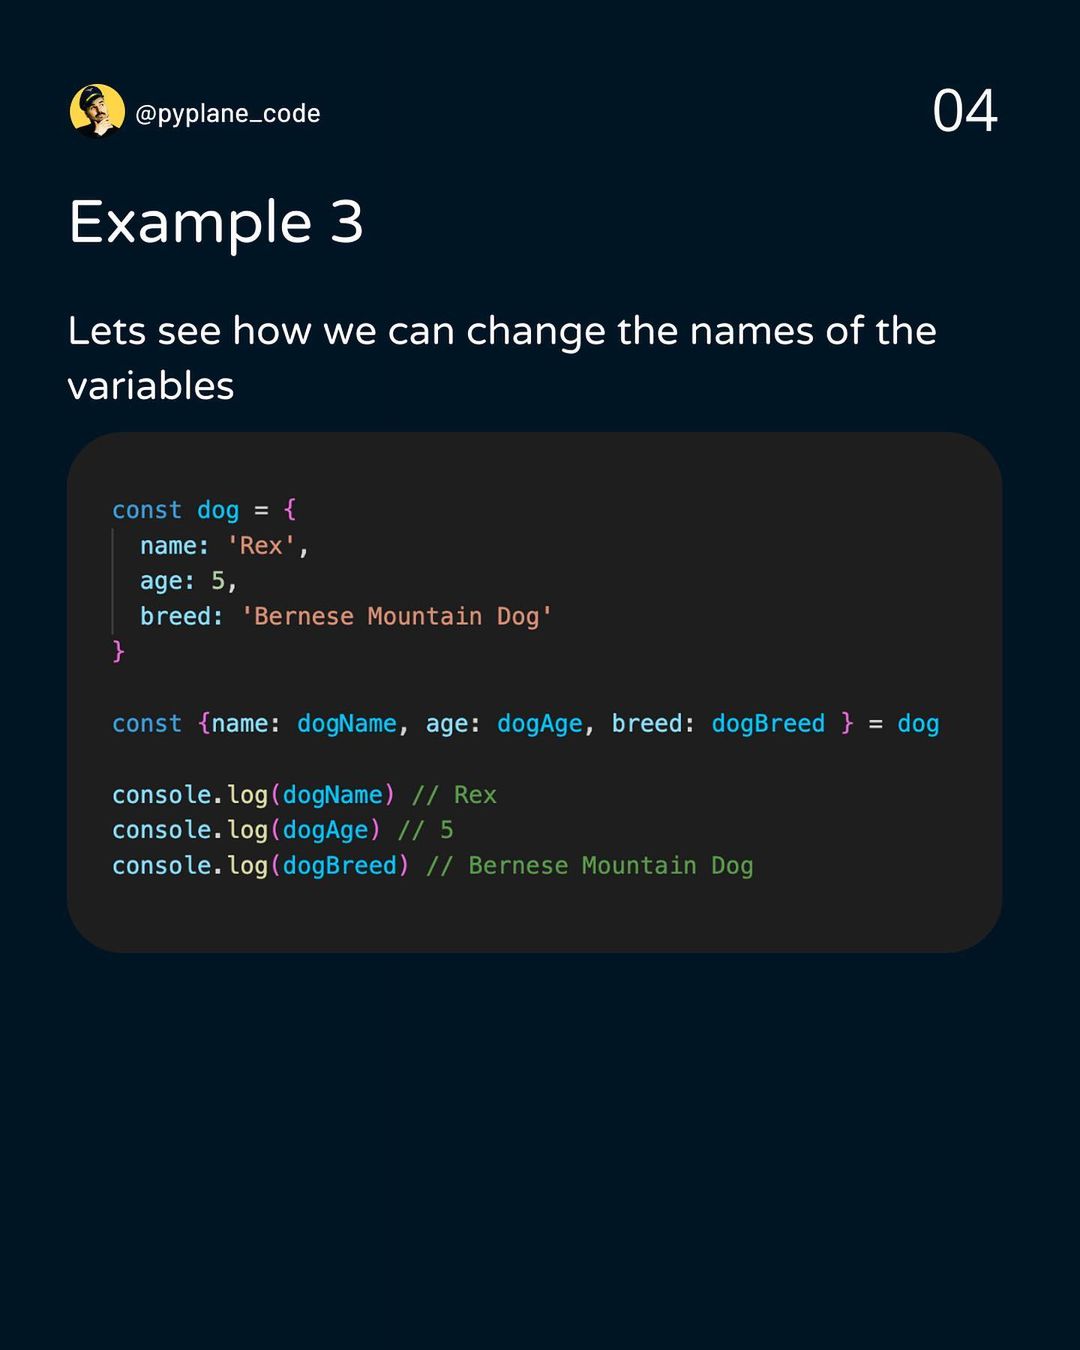 @pyplane_code
04
Example 3
Lets see how we can change the names of the
variables
const dog = {
  name: 'Rex',
  age: 5,
  breed: 'Bernese Mountain Dog'
}
const {name: dogName, age: dogAge, breed: dogBreed } = dog
console.log(dogName) // Rex
console.log(dogAge) // 5
console.log(dogBreed) // Bernese Mountain Dog